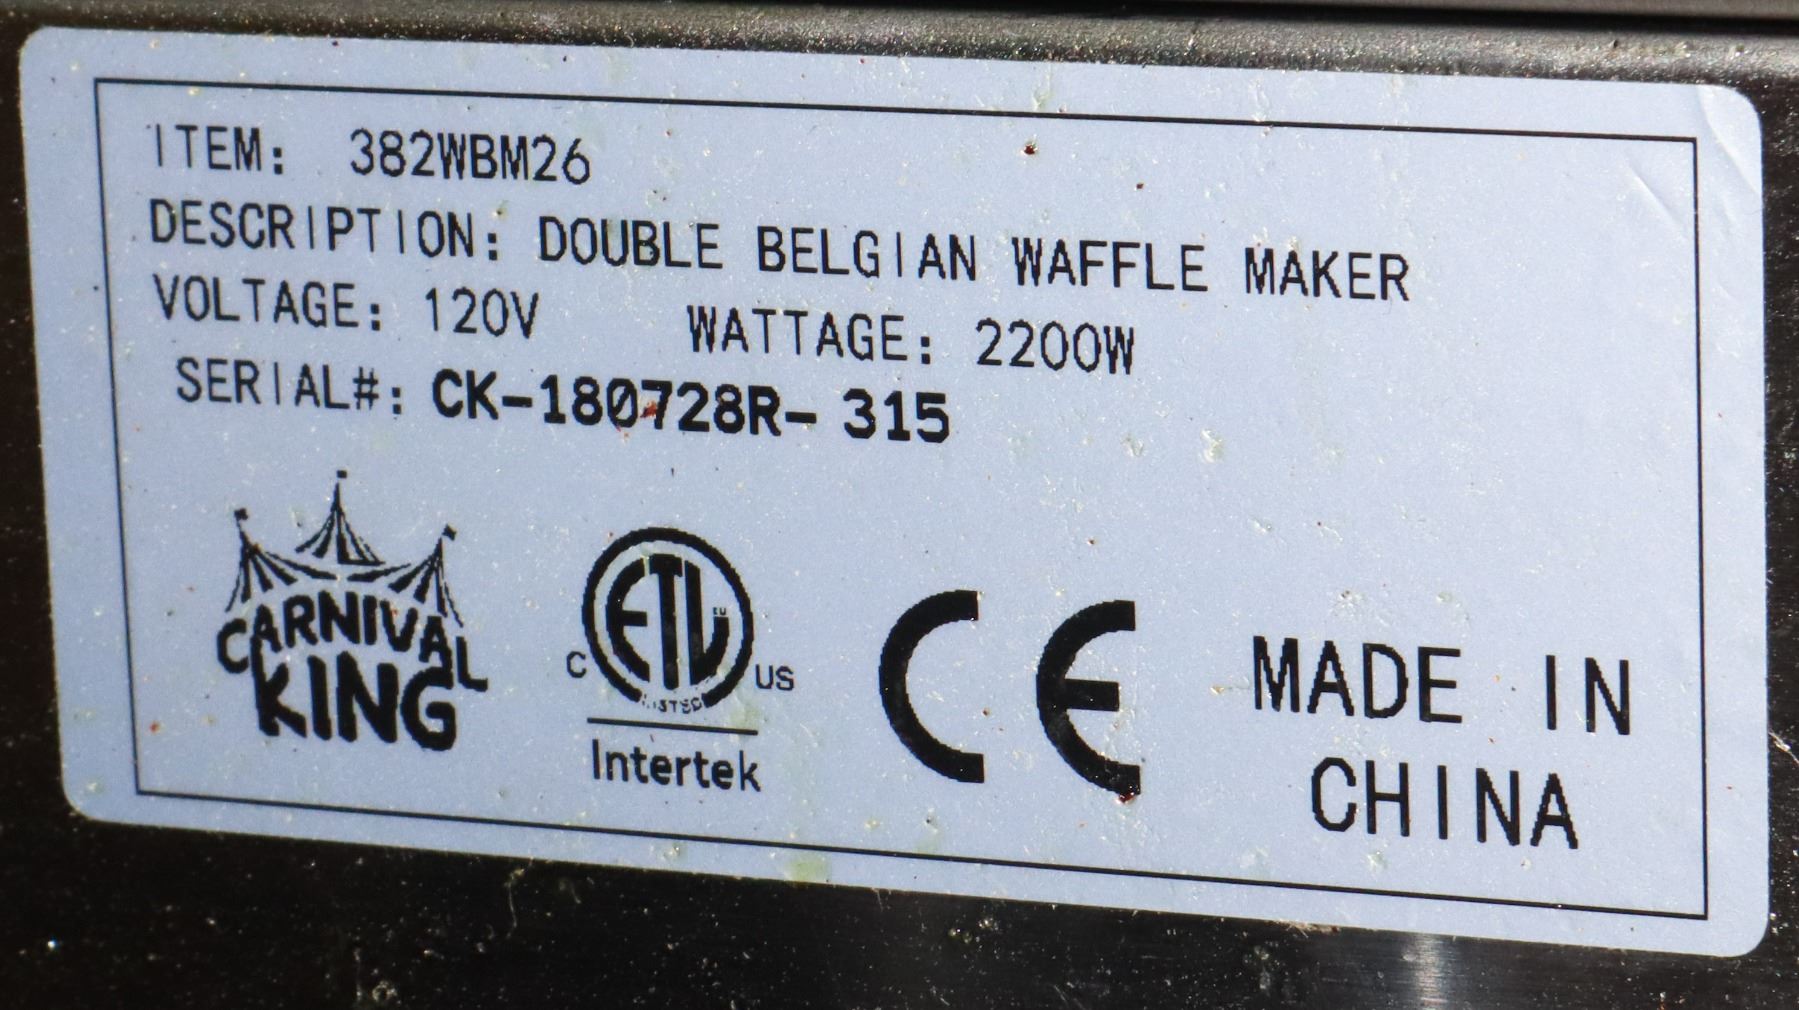 ITEM: 382WBM26
DESCRIPTION: DOUBLE BELGIAN WAFFLE MAKER
VOLTAGE: 120V WATTAGE: 2200W
SERIAL#: CK-180728R- 315
CARNIVAL
KING
ETL
C US
LISTED
Intertek
CE
MADE IN
CHINA